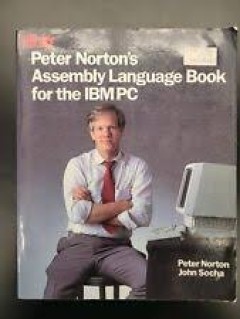 Peter Norton's
Assembly Language Book
for the IBM PC
Peter Norton
John Socha